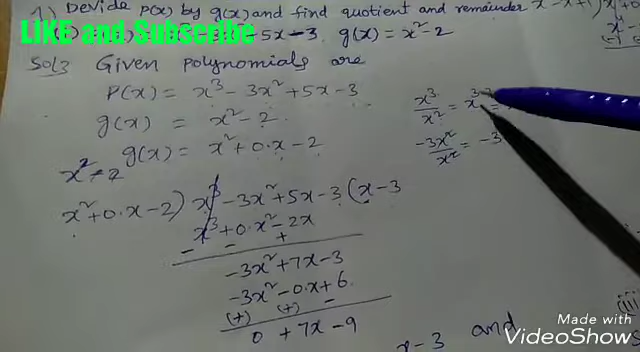 1) Devide p(x) by g(x) and find quotient and remainder
LIKE and Subscribe 5x-3 g(x) = x²-2
Sol: Given polynomials are
P(x) = x³ - 3x² + 5x - 3
g(x) = x² - 2
g(x) = x² + 0·x - 2
x³/x² = x³
-3x²/x² = -3
x² - 2
x² + 0·x - 2) x³ - 3x² + 5x - 3 (x - 3
x³ + 0·x² - 2x
- - +
-3x² + 7x - 3
-3x² - 0·x + 6
(+) (+) -
0 + 7x - 9
x - 3 and
(iii)
Made with
VideoShow